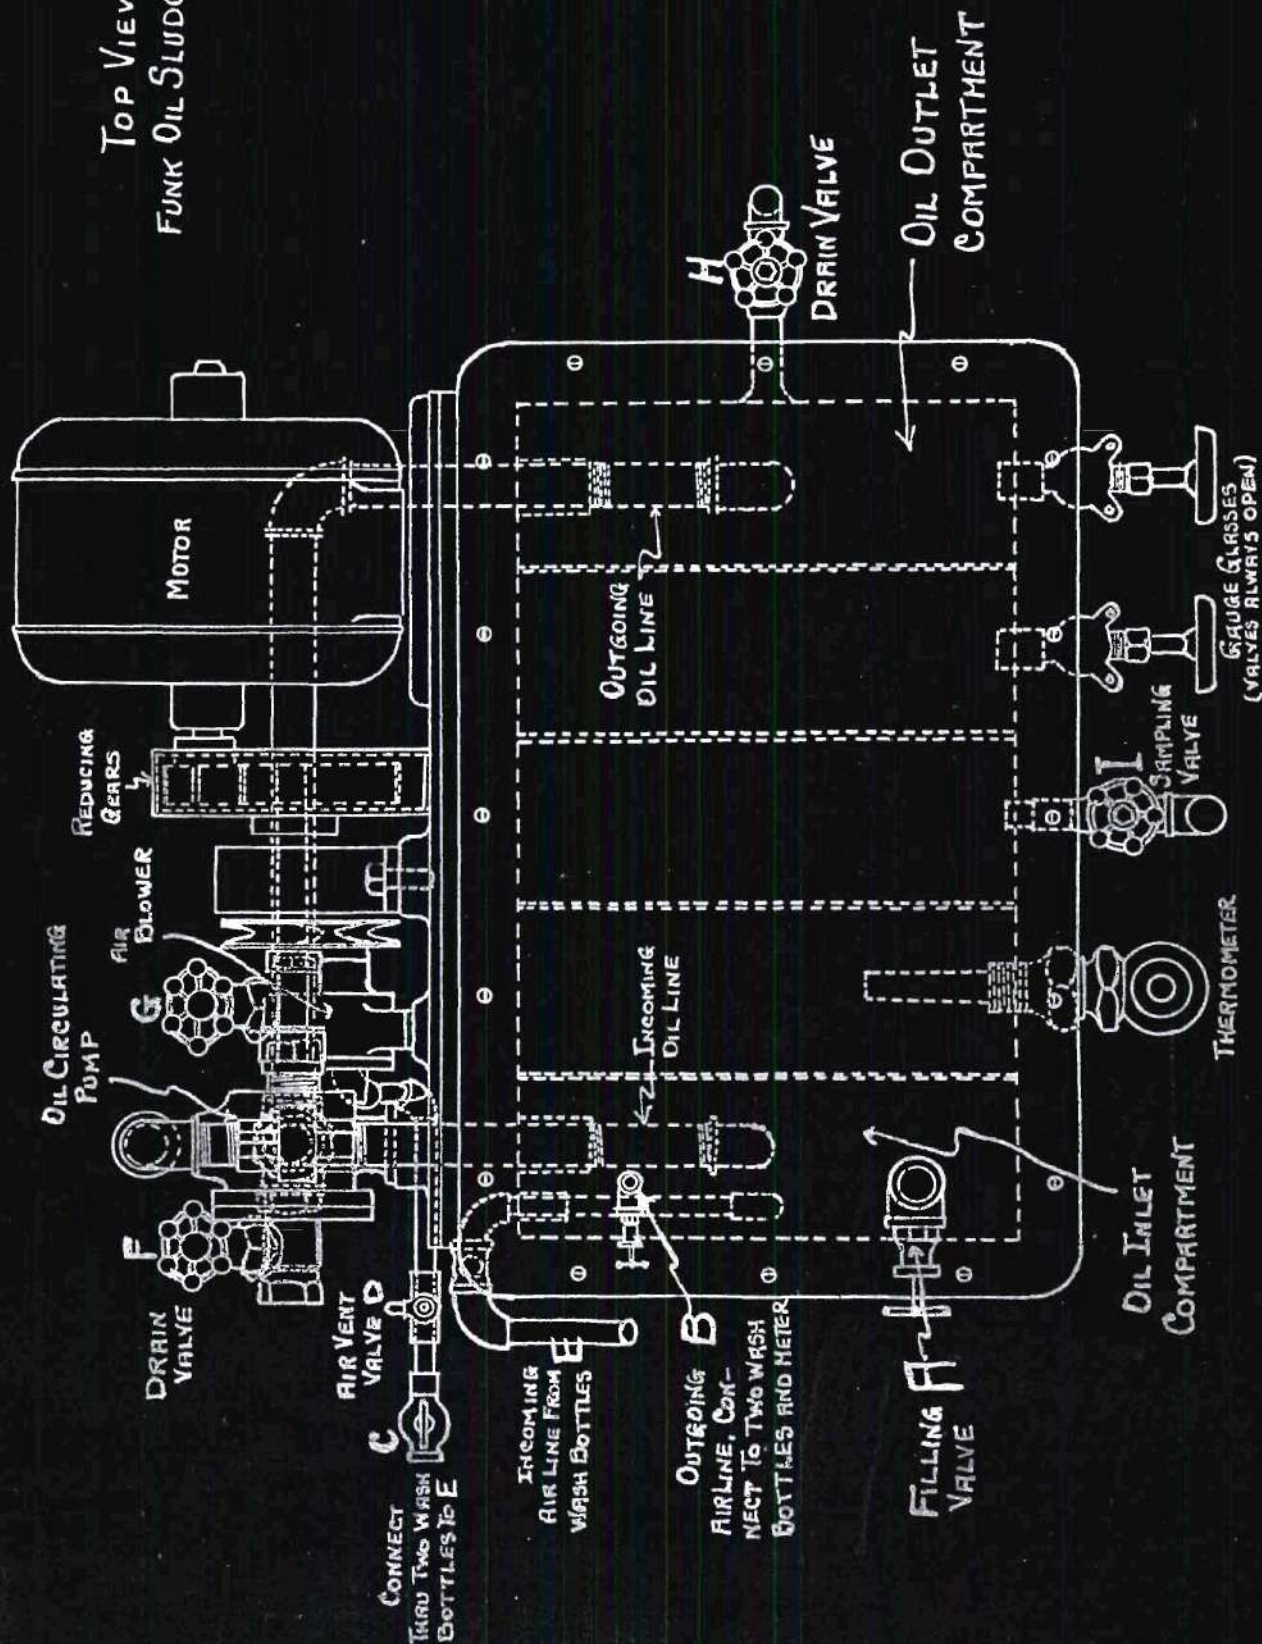 TOP VIEW
FUNK OIL
MOTOR
REDUCING
GEARS
AIR
BLOWER
OIL CIRCULATING
PUMP
G
F
DRAIN
VALVE
AIR VENT
VALVE D
C
CONNECT
THRU TWO WASH
BOTTLES TO E
INCOMING
AIR LINE FROM
WASH BOTTLES
E
B
OUTGOING
AIRLINE, CON-
NECT TO TWO WASH
BOTTLES AND METER
FILLING A
VALVE
OIL INLET
COMPARTMENT
INCOMING
OIL LINE
OUTGOING
OIL LINE
THERMOMETER
I
SAMPLING
VALVE
GAUGE GLASSES
(VALVES ALWAYS OPEN)
H
DRAIN VALVE
OIL OUTLET
COMPARTMENT